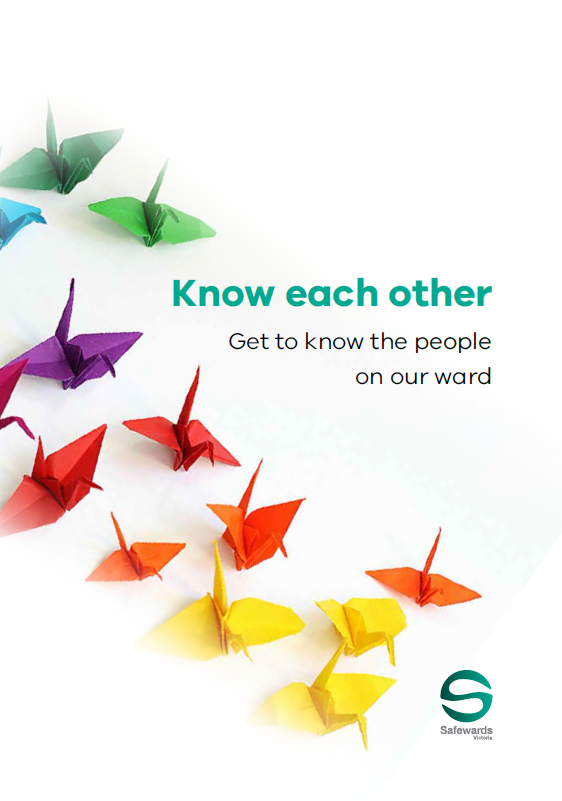 Know each other
Get to know the people
on our ward
Safewards
Victoria